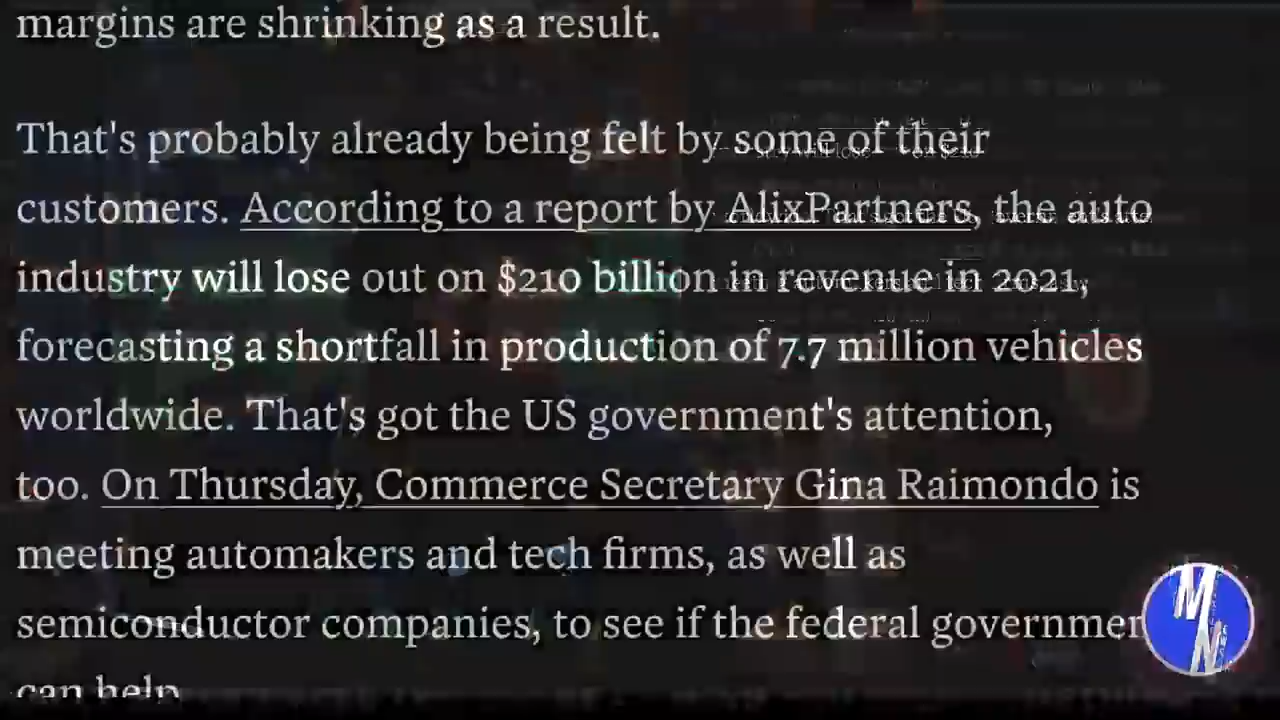 margins are shrinking as a result.
That's probably already being felt by some of their
customers. According to a report by AlixPartners, the auto
industry will lose out on $210 billion in revenue in 2021,
forecasting a shortfall in production of 7.7 million vehicles
worldwide. That's got the US government's attention,
too. On Thursday, Commerce Secretary Gina Raimondo is
meeting automakers and tech firms, as well as
semiconductor companies, to see if the federal governmen
can help.
MN